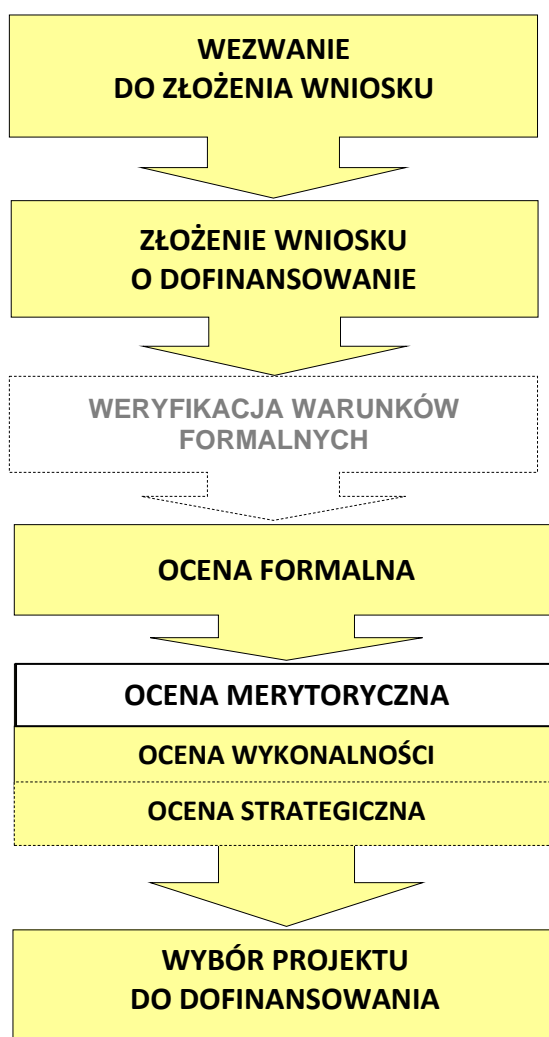 WEZWANIE
DO ZŁOŻENIA WNIOSKU
ZŁOŻENIE WNIOSKU
O DOFINANSOWANIE
WERYFIKACJA WARUNKÓW
FORMALNYCH
OCENA FORMALNA
OCENA MERYTORYCZNA
OCENA WYKONALNOŚCI
OCENA STRATEGICZNA
WYBÓR PROJEKTU
DO DOFINANSOWANIA